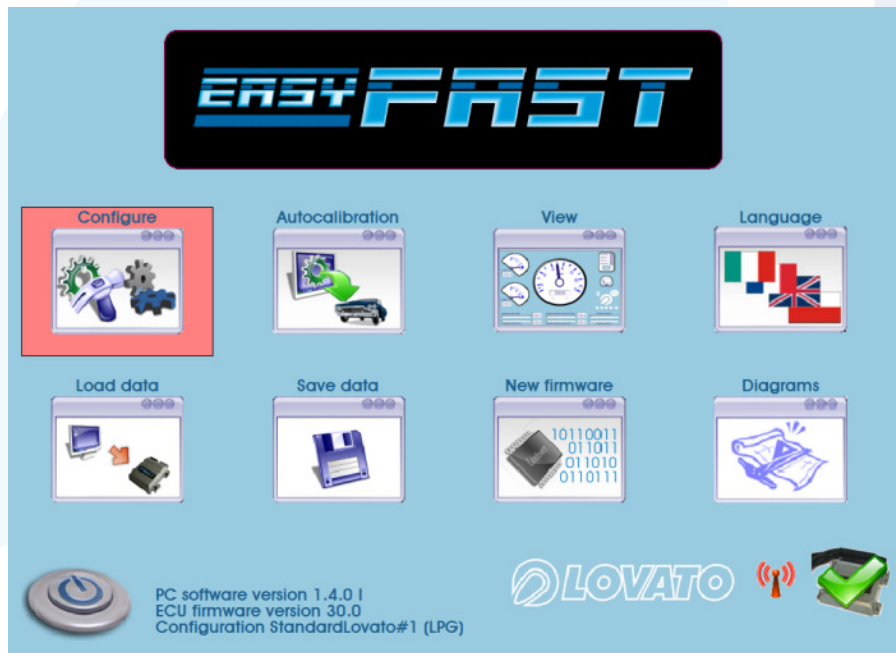 EASY FAST
Configure
Autocalibration
View
Language
Load data
Save data
New firmware
Diagrams
10110011
011011
011010
0110111
PC software version 1.4.0 I
ECU firmware version 30.0
Configuration StandardLovato#1 (LPG)
LOVATO